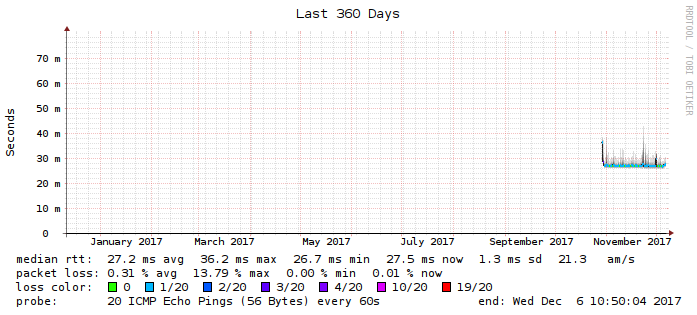 Last 360 Days
RRDTOOL / TOBI OETIKER
Seconds
70 m
60 m
50 m
40 m
30 m
20 m
10 m
0
January 2017 March 2017 May 2017 July 2017 September 2017 November 2017
median rtt: 27.2 ms avg 36.2 ms max 26.7 ms min 27.5 ms now 1.3 ms sd 21.3 am/s
packet loss: 0.31 % avg 13.79 % max 0.00 % min 0.01 % now
loss color: 0 1/20 2/20 3/20 4/20 10/20 19/20
probe: 20 ICMP Echo Pings (56 Bytes) every 60s end: Wed Dec 6 10:50:04 2017